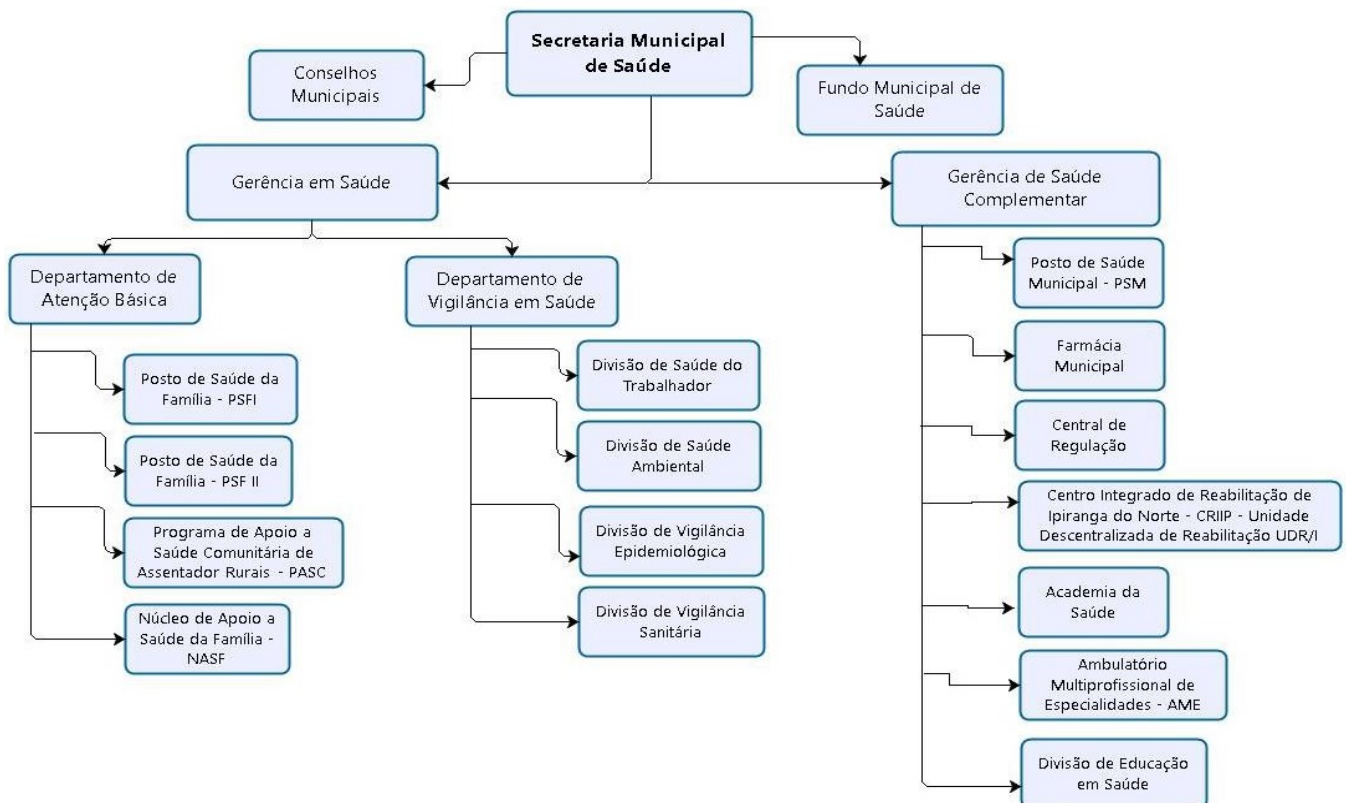 Secretaria Municipal
de Saúde
Conselhos
Municipais
Fundo Municipal de
Saúde
Gerência em Saúde
Gerência de Saúde
Complementar
Departamento de
Atenção Básica
Posto de Saúde da
Família - PSFI
Posto de Saúde da
Família - PSF II
Programa de Apoio a
Saúde Comunitária de
Assentador Rurais - PASC
Núcleo de Apoio a
Saúde da Família -
NASF
Departamento de
Vigilância em Saúde
Divisão de Saúde do
Trabalhador
Divisão de Saúde
Ambiental
Divisão de Vigilância
Epidemiológica
Divisão de Vigilância
Sanitária
Posto de Saúde
Municipal - PSM
Farmácia
Municipal
Central de
Regulação
Centro Integrado de Reabilitação de
Ipiranga do Norte - CRIIP - Unidade
Descentralizada de Reabilitação UDR/I
Academia da
Saúde
Ambulatório
Multiprofissional de
Especialidades - AME
Divisão de Educação
em Saúde